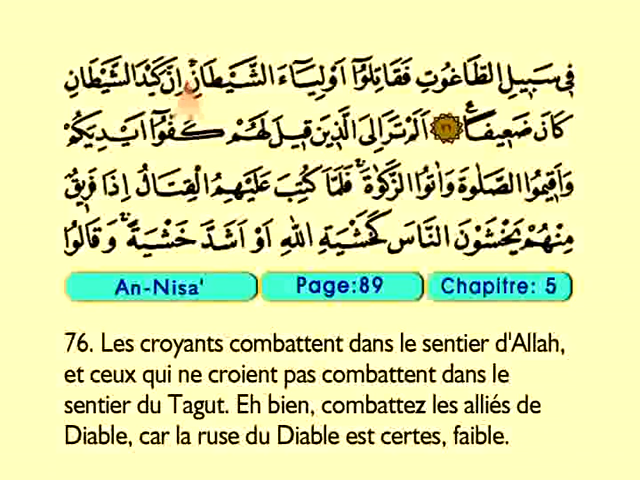 فِي سَبِيلِ الطَّاغُوتِ فَقَاتِلُوٓا أَوْلِيَآءَ الشَّيْطَانِ إِنَّ كَيْدَ الشَّيْطَانِ
كَانَ ضَعِيفًا ٧٦ أَلَمْ تَرَ إِلَى الَّذِينَ قِيلَ لَهُمْ كُفُّوٓا أَيْدِيَكُمْ
وَأَقِيمُوا الصَّلٰوةَ وَآتُوا الزَّكٰوةَ فَلَمَّا كُتِبَ عَلَيْهِمُ الْقِتَالُ إِذَا فَرِيقٌ
مِنْهُمْ يَخْشَوْنَ النَّاسَ كَخَشْيَةِ اللّٰهِ أَوْ أَشَدَّ خَشْيَةً وَقَالُوا
An-Nisa' Page:89 Chapitre: 5
76. Les croyants combattent dans le sentier d'Allah,
et ceux qui ne croient pas combattent dans le
sentier du Tagut. Eh bien, combattez les alliés de
Diable, car la ruse du Diable est certes, faible.